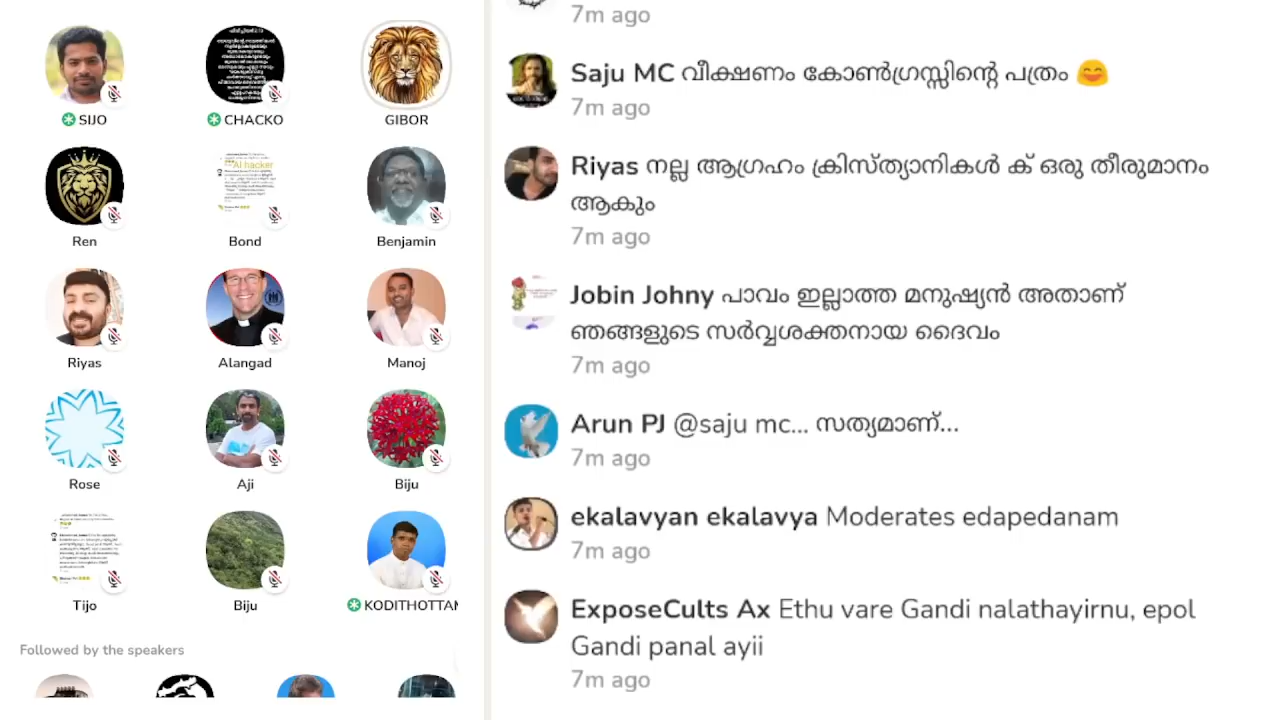 SIJO
CHACKO
GIBOR
AI hacker
Ren
Bond
Benjamin
Riyas
Alangad
Manoj
Rose
Aji
Biju
Tijo
Biju
KODITHOTTAM
Followed by the speakers
7m ago
Saju MC വീക്ഷണം കോൺഗ്രസ്സിന്റെ പത്രം 😄
7m ago
Riyas നല്ല ആഗ്രഹം ക്രിസ്ത്യാനികൾ ക് ഒരു തീരുമാനം
ആകും
7m ago
Jobin Johny പാവം ഇല്ലാത്ത മനുഷ്യൻ അതാണ്
ഞങ്ങളുടെ സർവ്വശക്തനായ ദൈവം
7m ago
Arun PJ @saju mc... സത്യമാണ്...
7m ago
ekalavyan ekalavya Moderates edapedanam
7m ago
ExposeCults Ax Ethu vare Gandi nalathayirnu, epol
Gandi panal ayii
7m ago